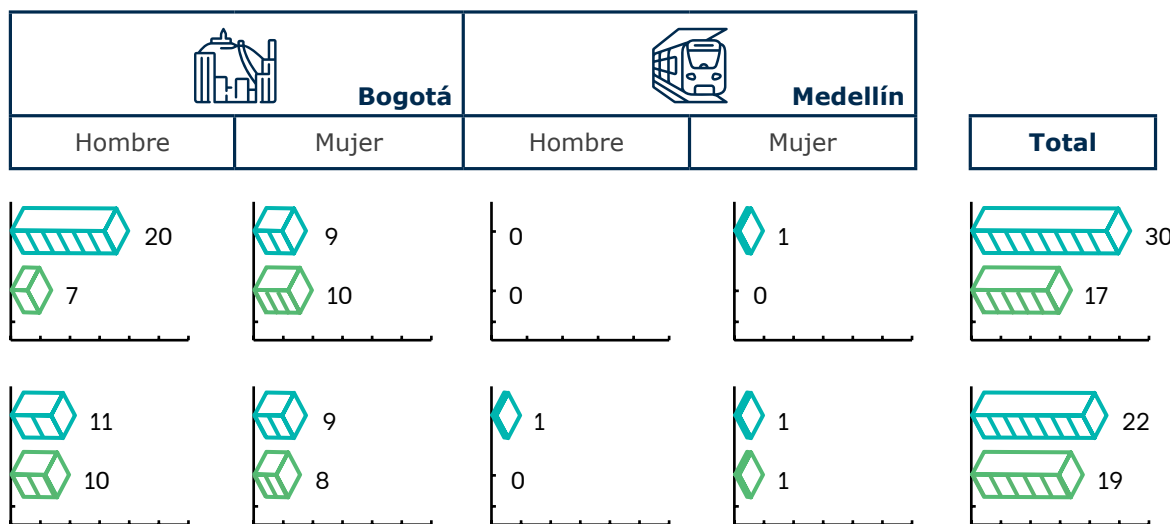 Bogotá Medellín
Hombre Mujer Hombre Mujer Total
20 9 0 1 30
7 10 0 0 17
11 9 1 1 22
10 8 0 1 19